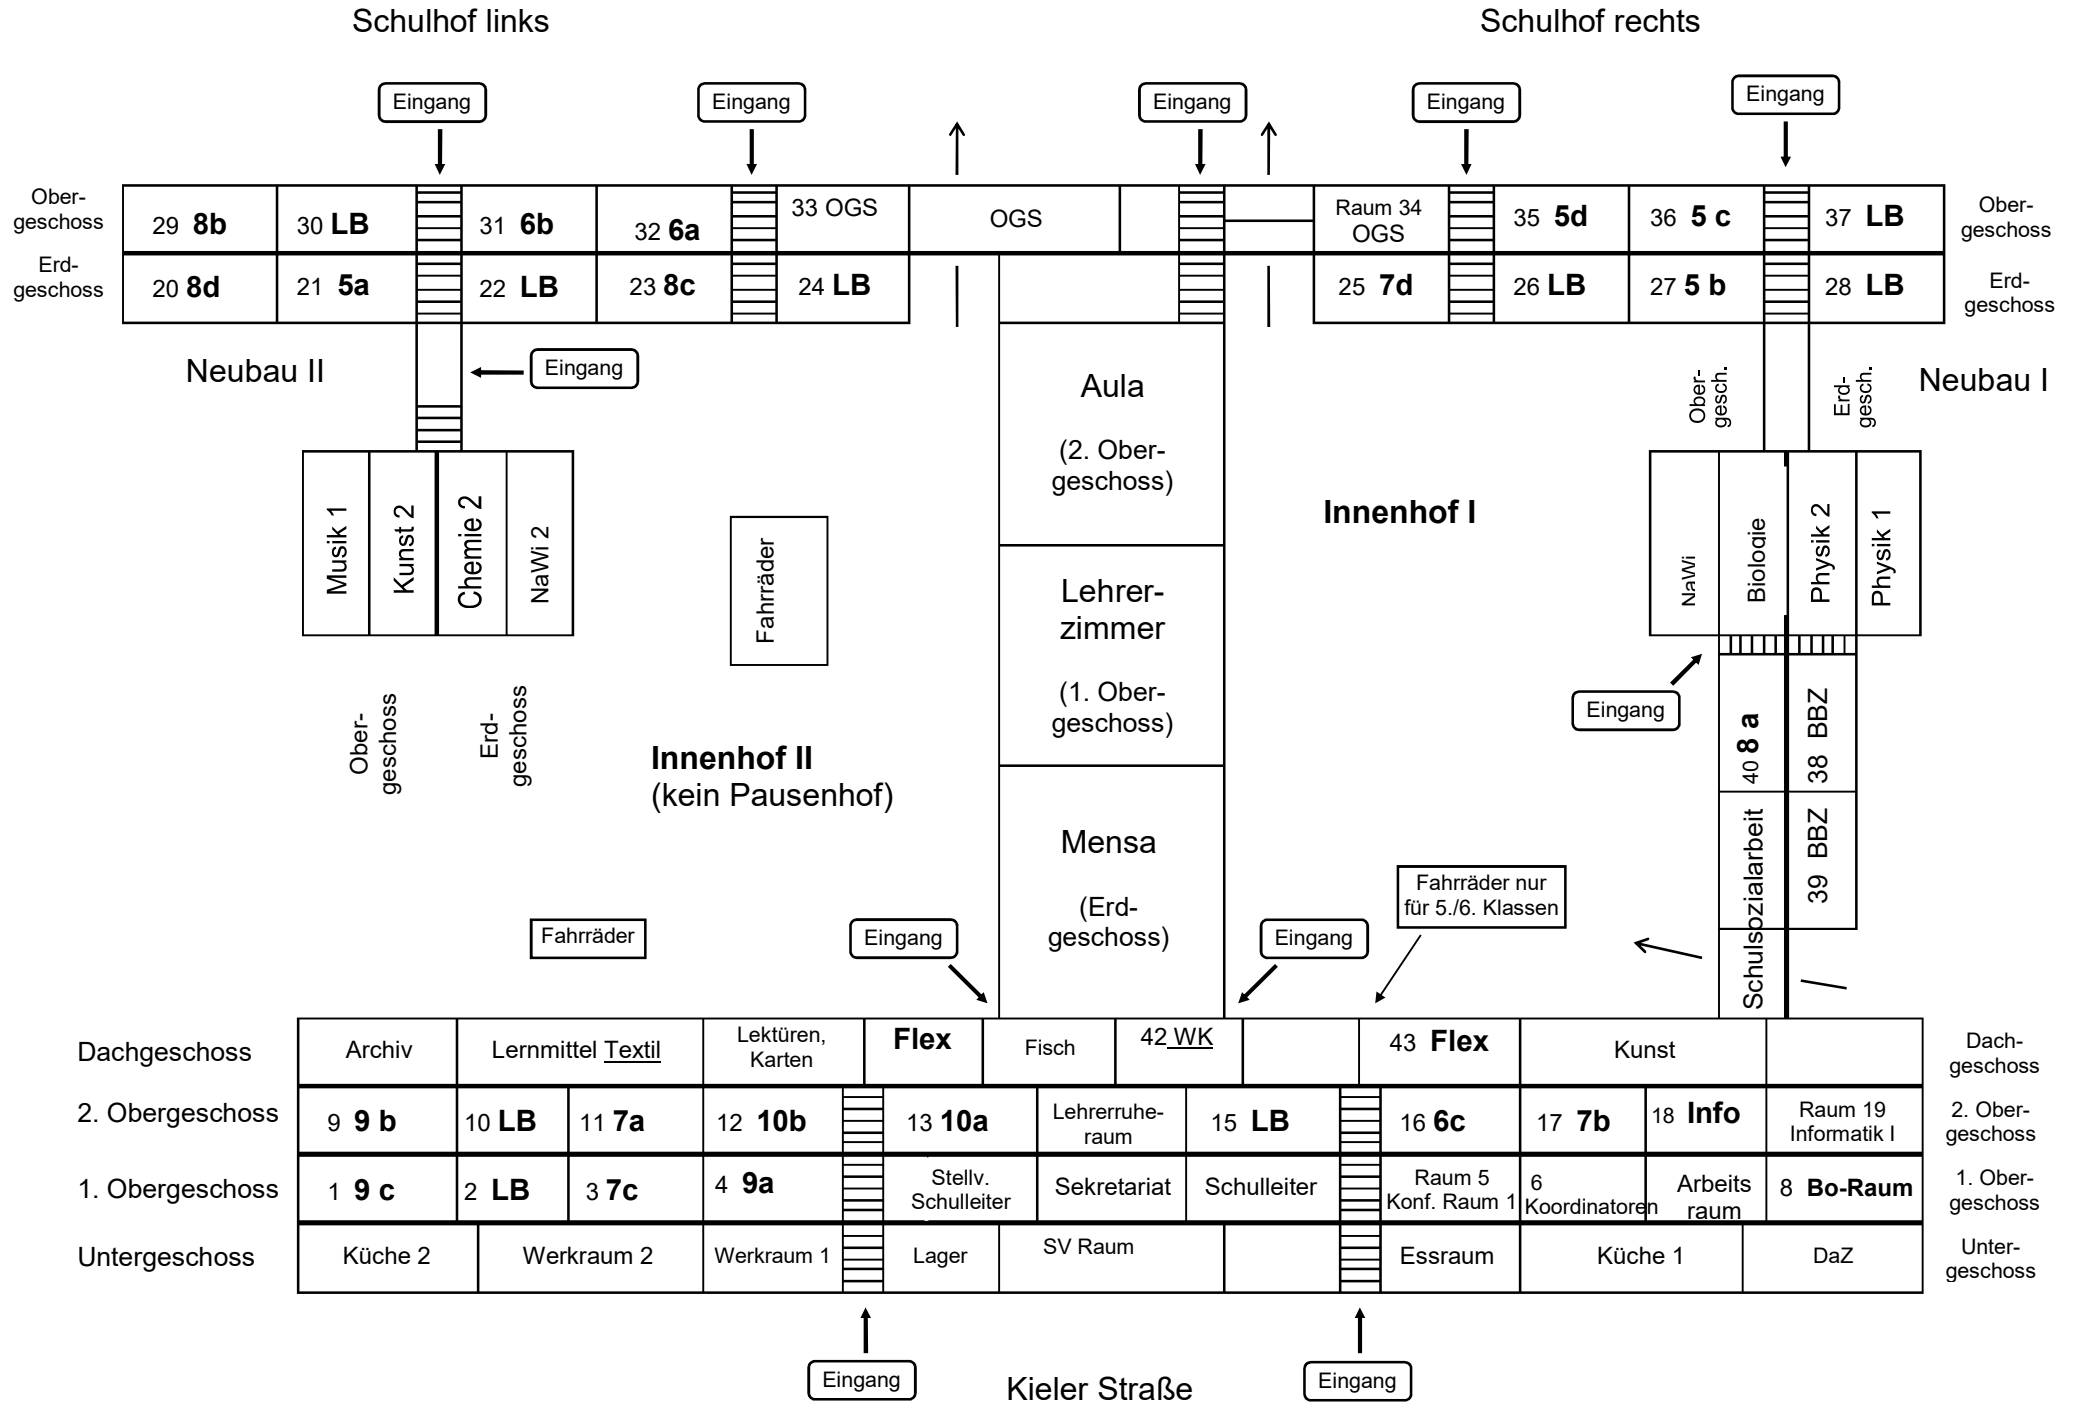 Schulhof links
Schulhof rechts
Eingang
Eingang
Eingang
Eingang
Eingang
Ober-
geschoss
29 8b
30 LB
31 6b
32 6a
33 OGS
OGS
Raum 34
OGS
35 5d
36 5 c
37 LB
Ober-
geschoss
Erd-
geschoss
20 8d
21 5a
22 LB
23 8c
24 LB
25 7d
26 LB
27 5 b
28 LB
Erd-
geschoss
Neubau II
Eingang
Aula
(2. Ober-
geschoss)
Ober-
gesch.
Erd-
gesch.
Neubau I
Musik 1
Kunst 2
Chemie 2
NaWi 2
Fahrräder
Innenhof I
NaWi
Biologie
Physik 2
Physik 1
Lehrer-
zimmer
(1. Ober-
geschoss)
Eingang
Ober-
geschoss
Erd-
geschoss
Innenhof II
(kein Pausenhof)
40 8 a
38 BBZ
Schulsozialarbeit
39 BBZ
Mensa
(Erd-
geschoss)
Fahrräder nur
für 5./6. Klassen
Fahrräder
Eingang
Eingang
Dachgeschoss
Archiv
Lernmittel Textil
Lektüren,
Karten
Flex
Fisch
42 WK
43 Flex
Kunst
Dach-
geschoss
2. Obergeschoss
9 9 b
10 LB
11 7a
12 10b
13 10a
Lehrerruhe-
raum
15 LB
16 6c
17 7b
18 Info
Raum 19
Informatik I
2. Ober-
geschoss
1. Obergeschoss
1 9 c
2 LB
3 7c
4 9a
Stellv.
Schulleiter
Sekretariat
Schulleiter
Raum 5
Konf. Raum 1
6
Koordinatoren
Arbeits
raum
8 Bo-Raum
1. Ober-
geschoss
Untergeschoss
Küche 2
Werkraum 2
Werkraum 1
Lager
SV Raum
Essraum
Küche 1
DaZ
Unter-
geschoss
Eingang
Kieler Straße
Eingang